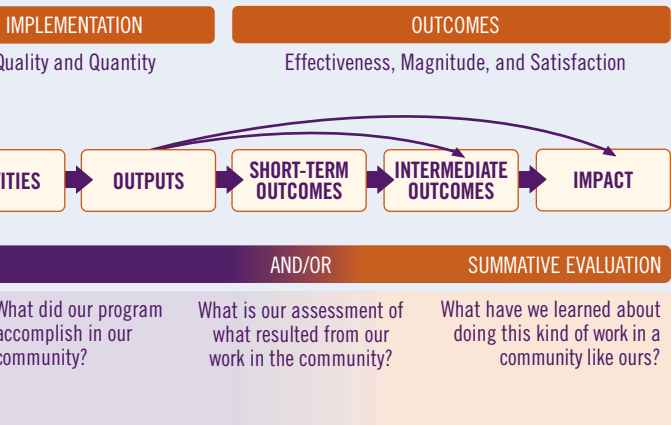 IMPLEMENTATION
OUTCOMES
Quality and Quantity
Effectiveness, Magnitude, and Satisfaction
OUTPUTS
SHORT-TERM
OUTCOMES
INTERMEDIATE
OUTCOMES
IMPACT
AND/OR
SUMMATIVE EVALUATION
What did our program
accomplish in our
community?
What is our assessment of
what resulted from our
work in the community?
What have we learned about
doing this kind of work in a
community like ours?